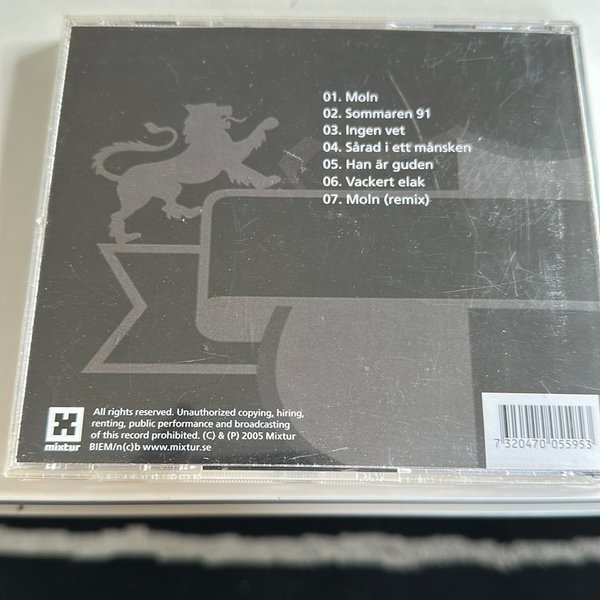 01. Moln
02. Sommaren 91
03. Ingen vet
04. Sårad i ett månsken
05. Han är guden
06. Vackert elak
07. Moln (remix)
mixtur
All rights reserved. Unauthorized copying, hiring,
renting, public performance and broadcasting
of this record prohibited. (C) & (P) 2005 Mixtur
BIEM/n(c)b www.mixtur.se
7 320470 055953